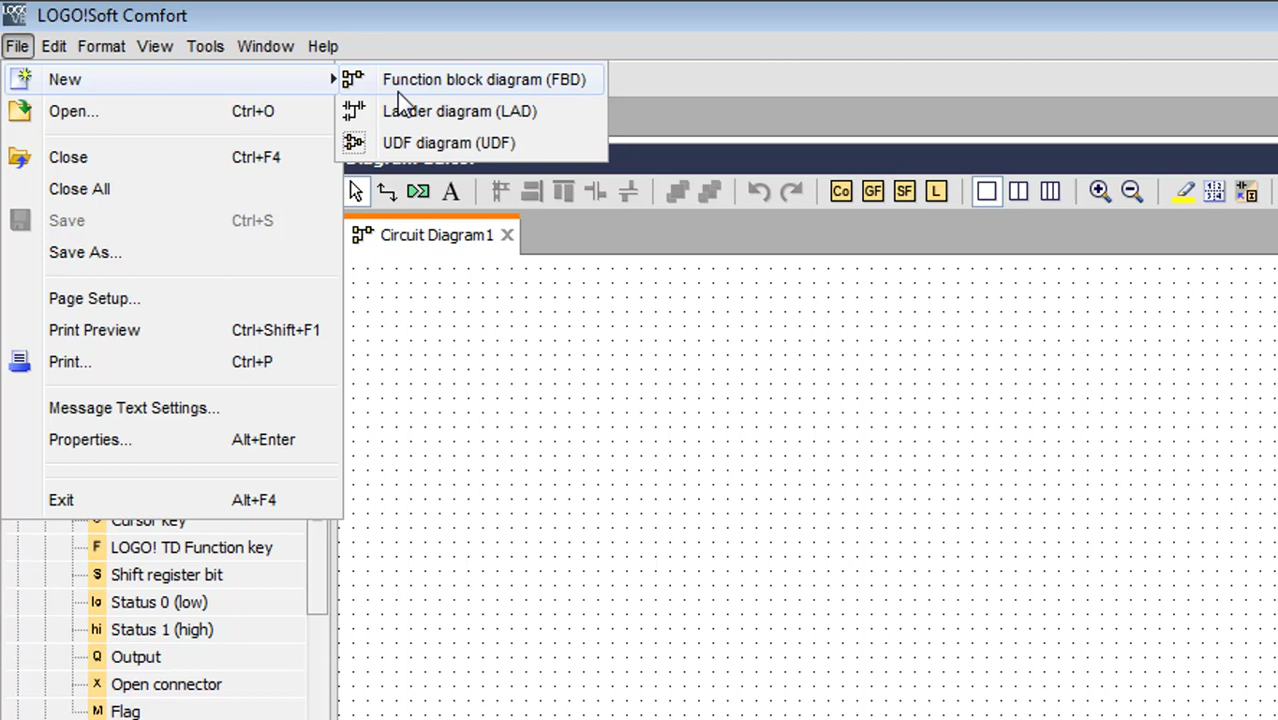 LOGO!Soft Comfort
File Edit Format View Tools Window Help
New
Function block diagram (FBD)
Open... Ctrl+O
Ladder diagram (LAD)
UDF diagram (UDF)
Close Ctrl+F4
Close All
Save Ctrl+S
Save As...
Page Setup...
Print Preview Ctrl+Shift+F1
Print... Ctrl+P
Message Text Settings...
Properties... Alt+Enter
Exit Alt+F4
A Co GF SF L
Circuit Diagram1
Cursor key
F LOGO! TD Function key
S Shift register bit
lo Status 0 (low)
hi Status 1 (high)
Q Output
X Open connector
M Flag